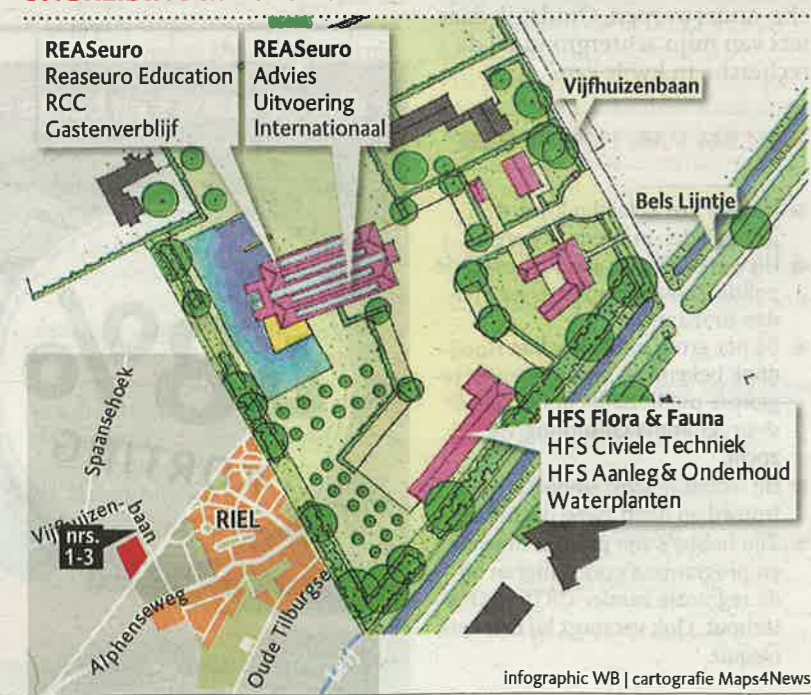 REASeuro
Reaseuro Education
RCC
Gastenverblijf
REASeuro
Advies
Uitvoering
Internationaal
Vijfhuizenbaan
Bels Lijntje
HFS Flora & Fauna
HFS Civiele Techniek
HFS Aanleg & Onderhoud
Waterplanten
Spaansehoek
Vijfhuizen-
baan
nrs.
1-3
RIEL
Alphenseweg
Oude Tilburgse
infographic WB | cartografie Maps4News